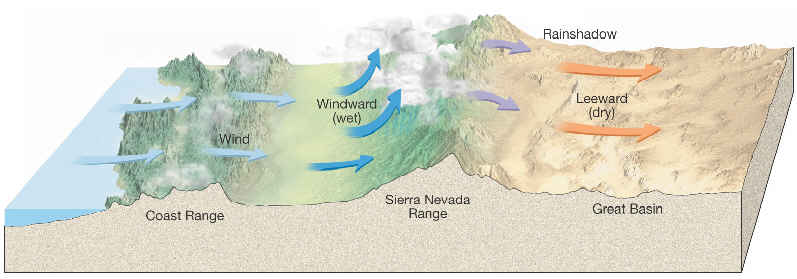 Rainshadow
Windward
(wet)
Leeward
(dry)
Wind
Coast Range
Sierra Nevada
Range
Great Basin